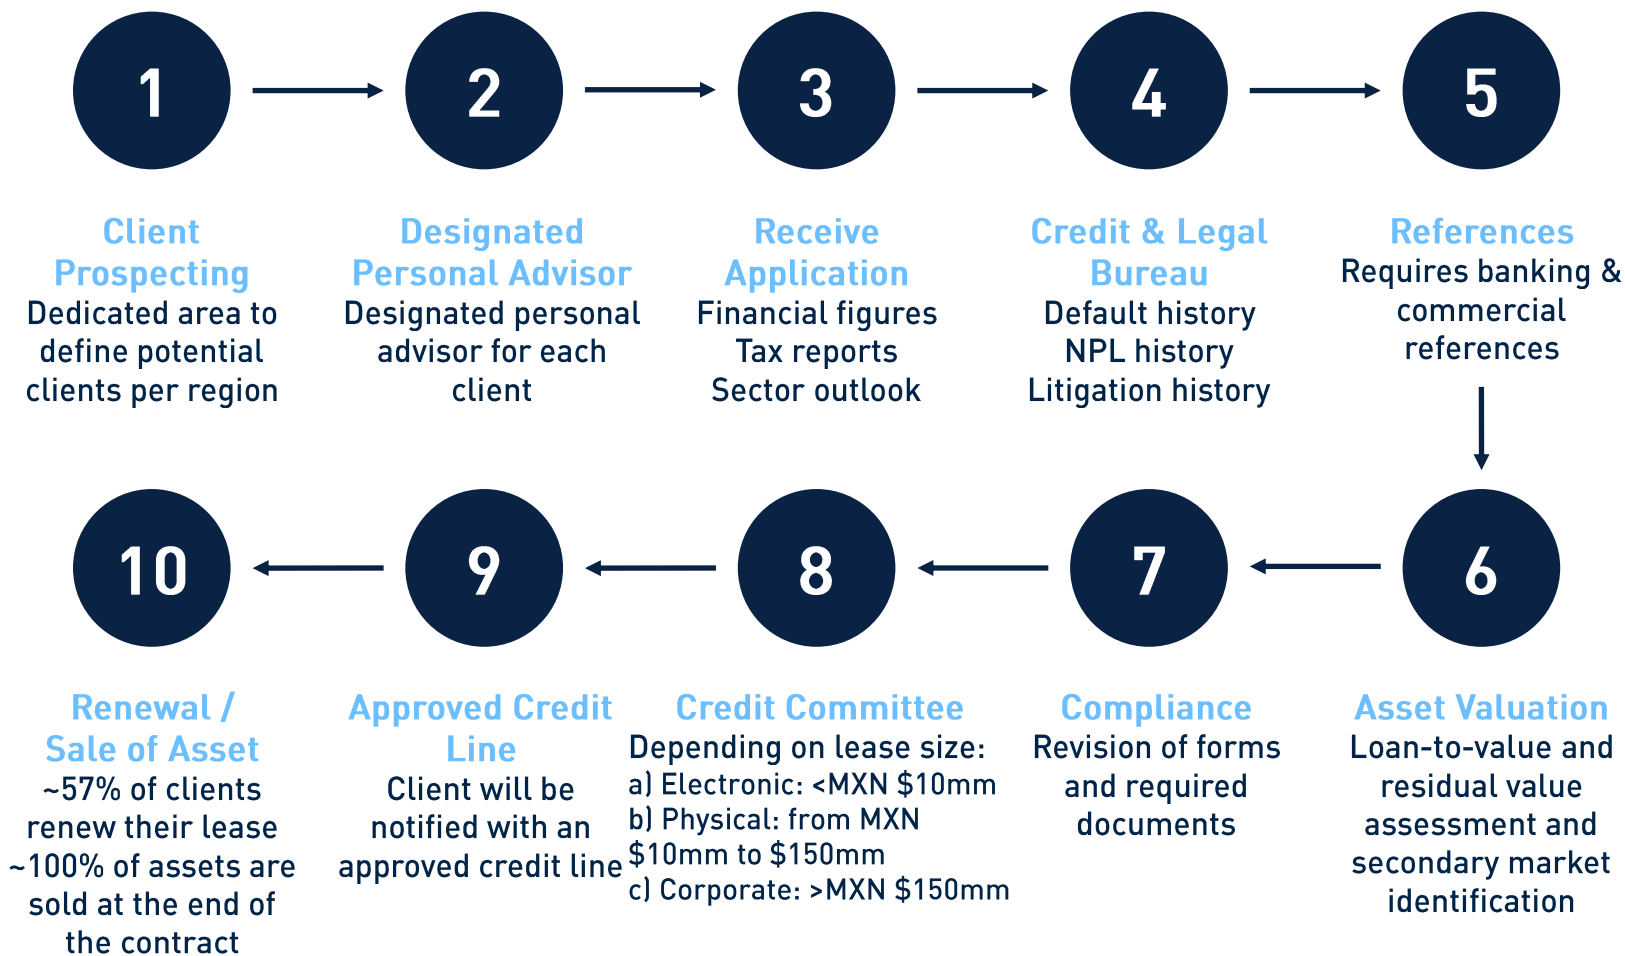 1
2
3
4
5
Client
Prospecting
Dedicated area to
define potential
clients per region
Designated
Personal Advisor
Designated personal
advisor for each
client
Receive
Application
Financial figures
Tax reports
Sector outlook
Credit & Legal
Bureau
Default history
NPL history
Litigation history
References
Requires banking &
commercial
references
10
9
8
7
6
Renewal /
Sale of Asset
~57% of clients
renew their lease
~100% of assets are
sold at the end of
the contract
Approved Credit
Line
Client will be
notified with an
approved credit line
Credit Committee
Depending on lease size:
a) Electronic: <MXN $10mm
b) Physical: from MXN
$10mm to $150mm
c) Corporate: >MXN $150mm
Compliance
Revision of forms
and required
documents
Asset Valuation
Loan-to-value and
residual value
assessment and
secondary market
identification